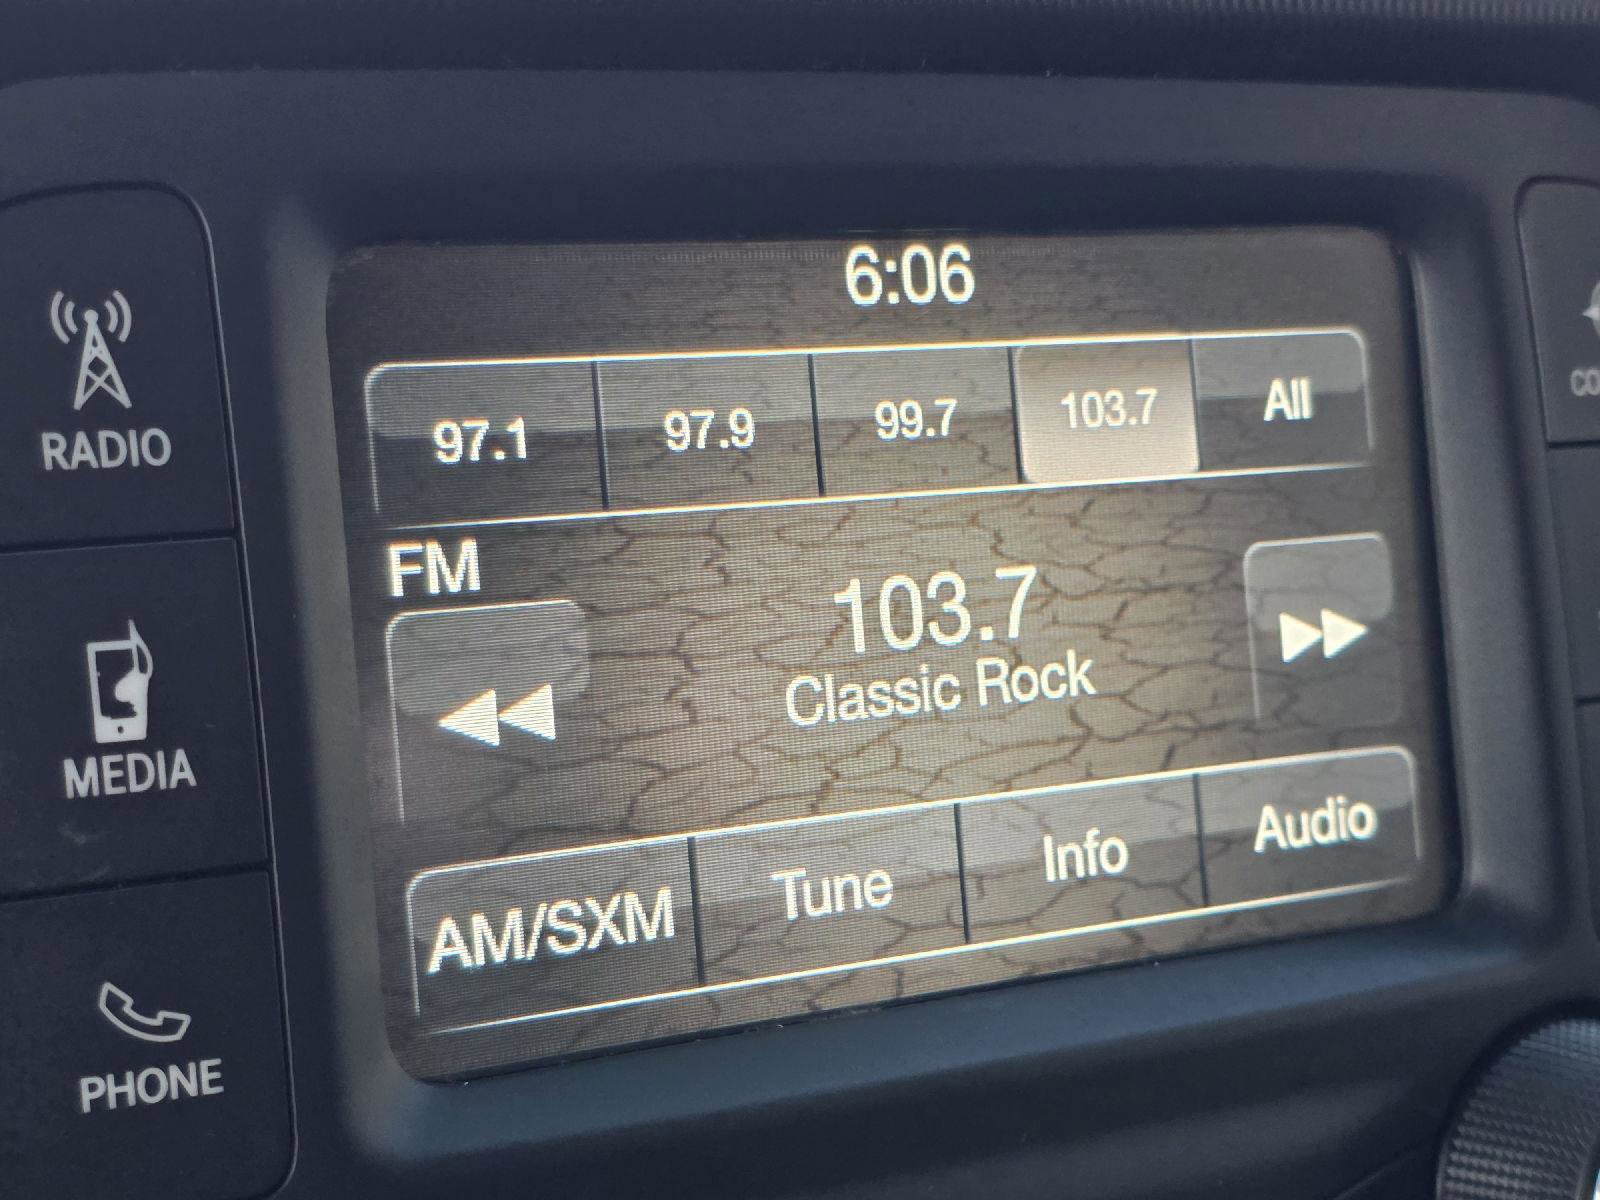 6:06
97.1 97.9 99.7 103.7 All
FM
103.7
Classic Rock
AM/SXM Tune Info Audio
RADIO
MEDIA
PHONE